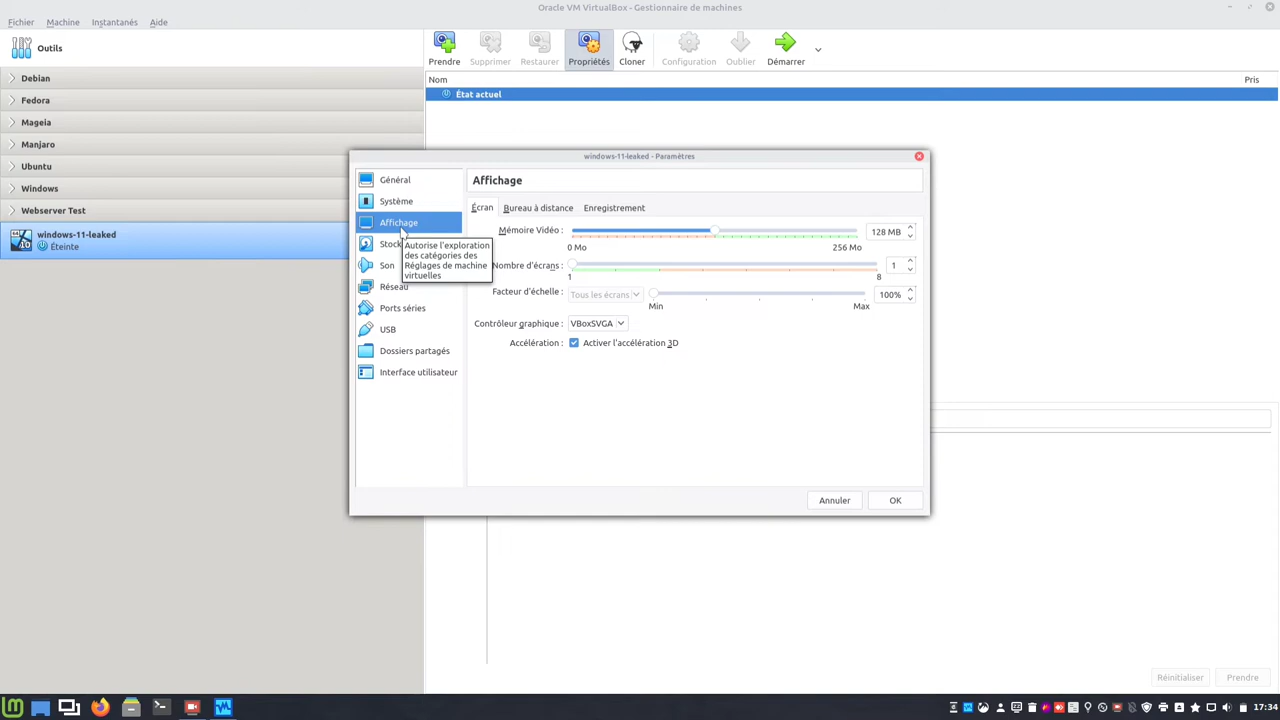 Oracle VM VirtualBox - Gestionnaire de machines
Fichier Machine Instantanés Aide
Outils
Prendre Supprimer Restaurer Propriétés Cloner Configuration Oublier Démarrer
Debian
Fedora
Mageia
Manjaro
Ubuntu
Windows
Webserver Test
windows-11-leaked
Éteinte
Nom Pris
État actuel
windows-11-leaked - Paramètres
Général
Système
Affichage
Stock
Son
Réseau
Ports séries
USB
Dossiers partagés
Interface utilisateur
Autorise l'exploration
des catégories des
Réglages de machine
virtuelles
Affichage
Écran Bureau à distance Enregistrement
Mémoire Vidéo : 128 MB
0 Mo 256 Mo
Nombre d'écrans : 1
1 8
Facteur d'échelle : Tous les écrans 100%
Min Max
Contrôleur graphique : VBoxSVGA
Accélération : Activer l'accélération 3D
Annuler OK
Réinitialiser Prendre
17:34